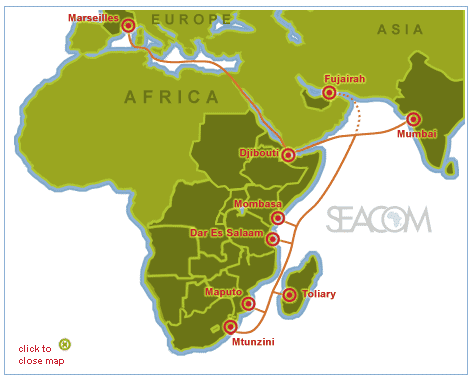 EUROPE
Marseilles
ASIA
Fujairah
AFRICA
Mumbai
Djibouti
Mombasa
SEACOM
Dar Es Salaam
Maputo
Toliary
Mtunzini
click to
close map